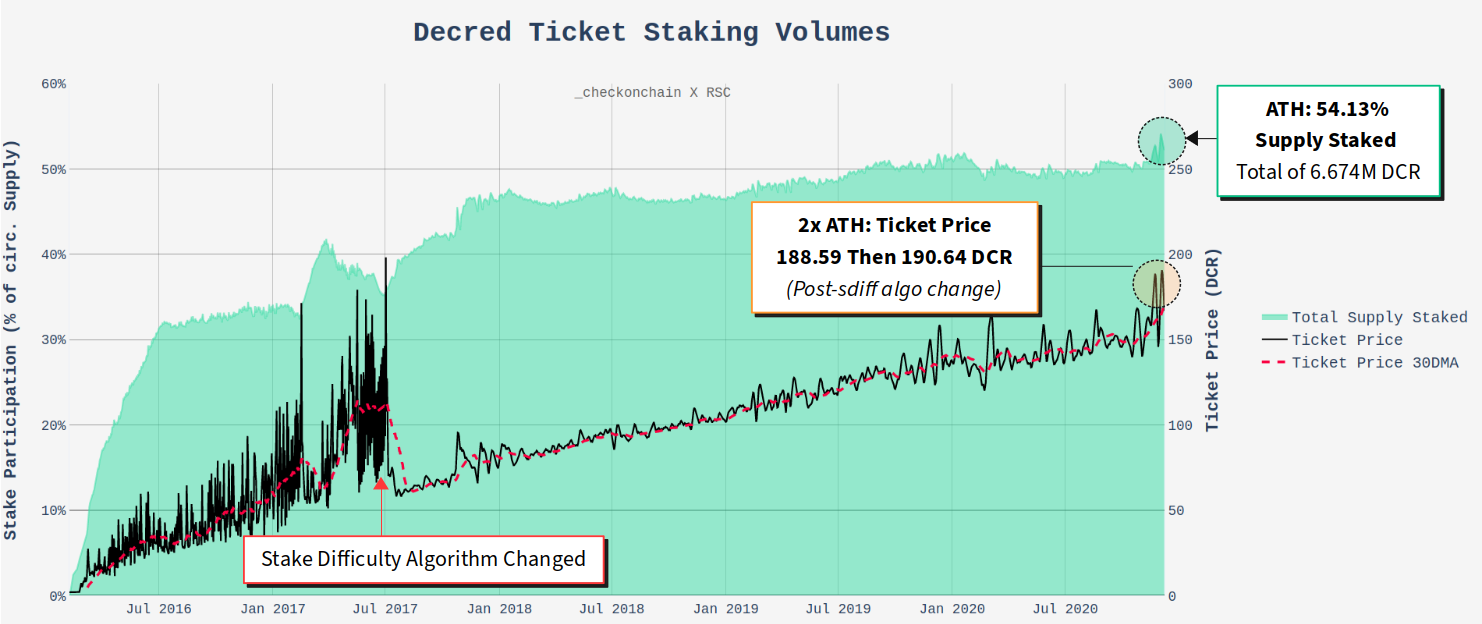 Decred Ticket Staking Volumes
_checkonchain X RSC
Stake Participation (% of circ. Supply)
60%
50%
40%
30%
20%
10%
0%
Jul 2016
Jan 2017
Jul 2017
Jan 2018
Jul 2018
Jan 2019
Jul 2019
Jan 2020
Jul 2020
300
250
200
150
100
50
0
Ticket Price (DCR)
ATH: 54.13%
Supply Staked
Total of 6.674M DCR
2x ATH: Ticket Price
188.59 Then 190.64 DCR
(Post-sdiff algo change)
Stake Difficulty Algorithm Changed
Total Supply Staked
Ticket Price
Ticket Price 30DMA